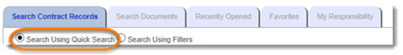 Search Contract Records Search Documents Recently Opened Favorites My Responsibility
Search Using Quick Search Search Using Filters